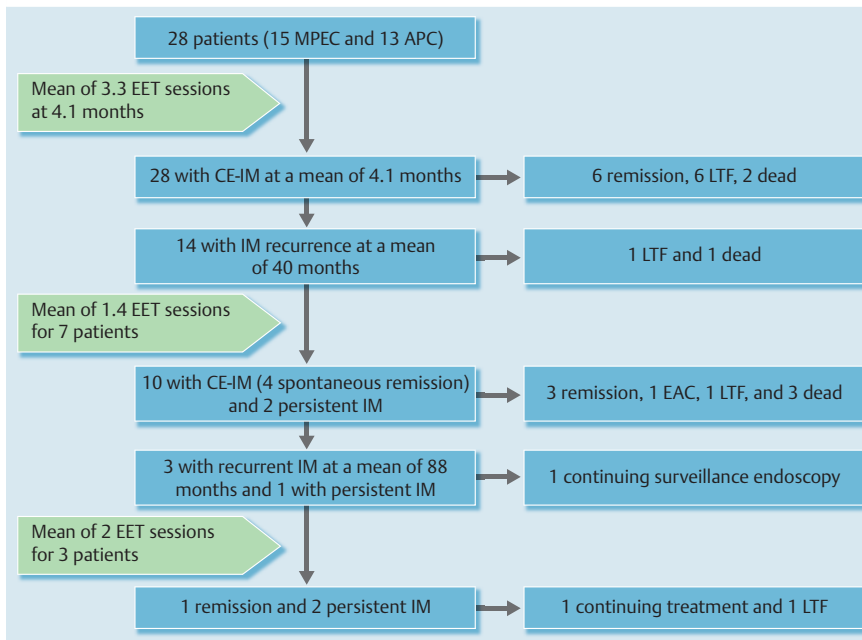 28 patients (15 MPEC and 13 APC)
Mean of 3.3 EET sessions
at 4.1 months
28 with CE-IM at a mean of 4.1 months
6 remission, 6 LTF, 2 dead
14 with IM recurrence at a mean
of 40 months
1 LTF and 1 dead
Mean of 1.4 EET sessions
for 7 patients
10 with CE-IM (4 spontaneous remission)
and 2 persistent IM
3 remission, 1 EAC, 1 LTF, and 3 dead
3 with recurrent IM at a mean of 88
months and 1 with persistent IM
1 continuing surveillance endoscopy
Mean of 2 EET sessions
for 3 patients
1 remission and 2 persistent IM
1 continuing treatment and 1 LTF